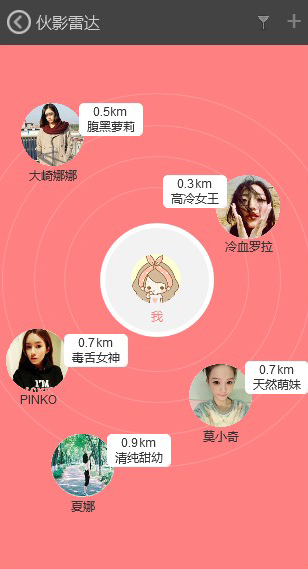 伙影雷达
0.5km
腹黑萝莉
大崎娜娜
0.3km
高冷女王
冷血罗拉
我
0.7km
毒舌女神
PINKO
0.7km
天然萌妹
莫小奇
0.9km
清纯甜幼
夏娜